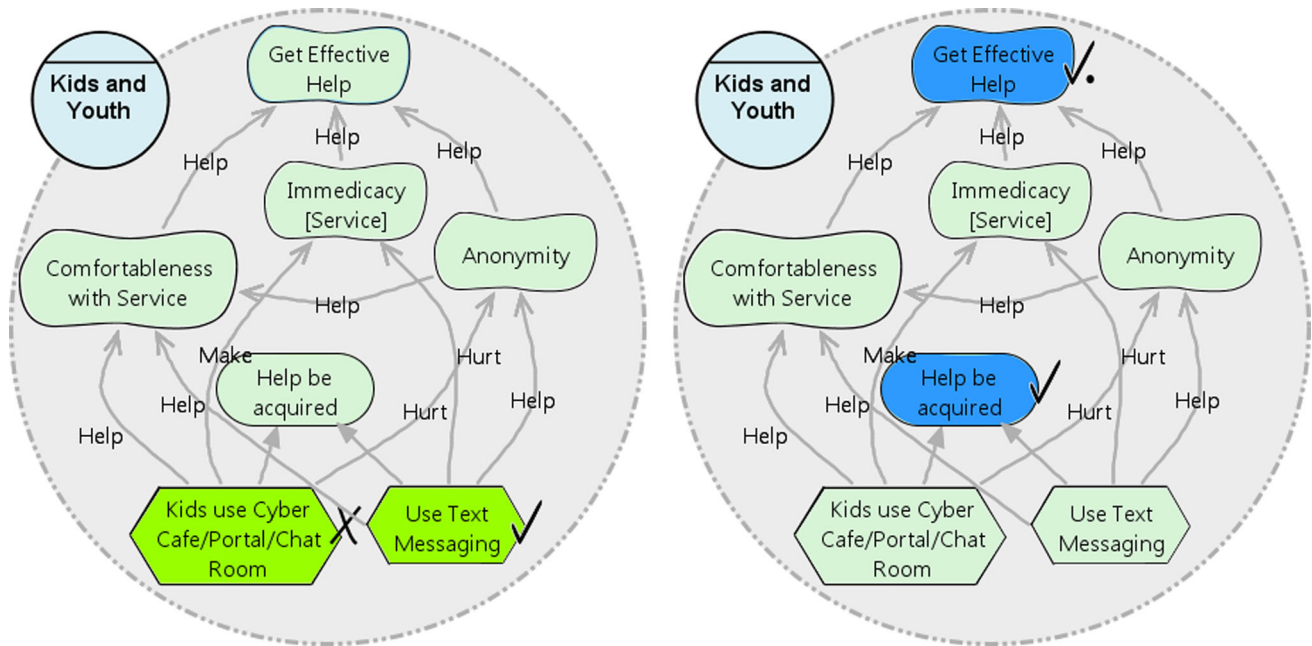 Kids and
Youth
Get Effective
Help
Help
Help
Help
Immedicacy
[Service]
Comfortableness
with Service
Anonymity
Help
Make
Hurt
Help be
acquired
Help
Hurt
Help
Help
Kids use Cyber
Cafe/Portal/Chat
Room
Use Text
Messaging
Kids and
Youth
Get Effective
Help
Help
Help
Help
Immedicacy
[Service]
Comfortableness
with Service
Anonymity
Help
Make
Hurt
Help be
acquired
Help
Hurt
Help
Help
Kids use Cyber
Cafe/Portal/Chat
Room
Use Text
Messaging